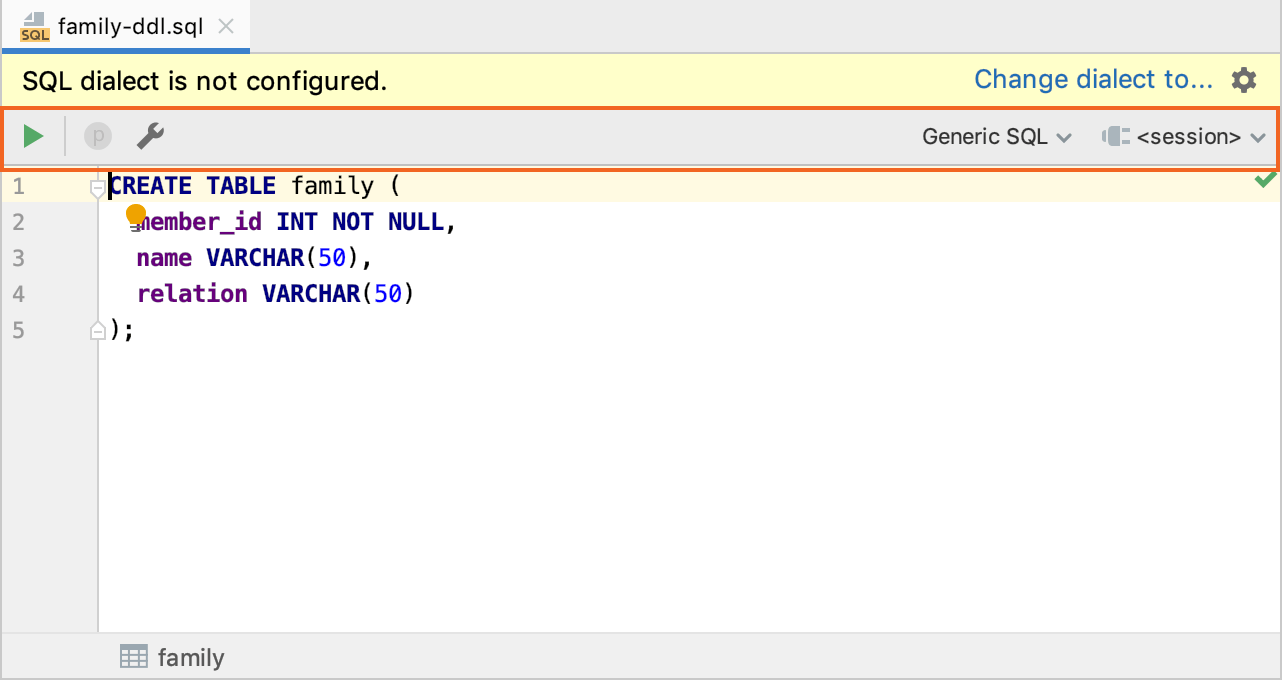 SQL family-ddl.sql
SQL dialect is not configured. Change dialect to...
p Generic SQL <session>
1 CREATE TABLE family (
2 member_id INT NOT NULL,
3 name VARCHAR(50),
4 relation VARCHAR(50)
5 );
family